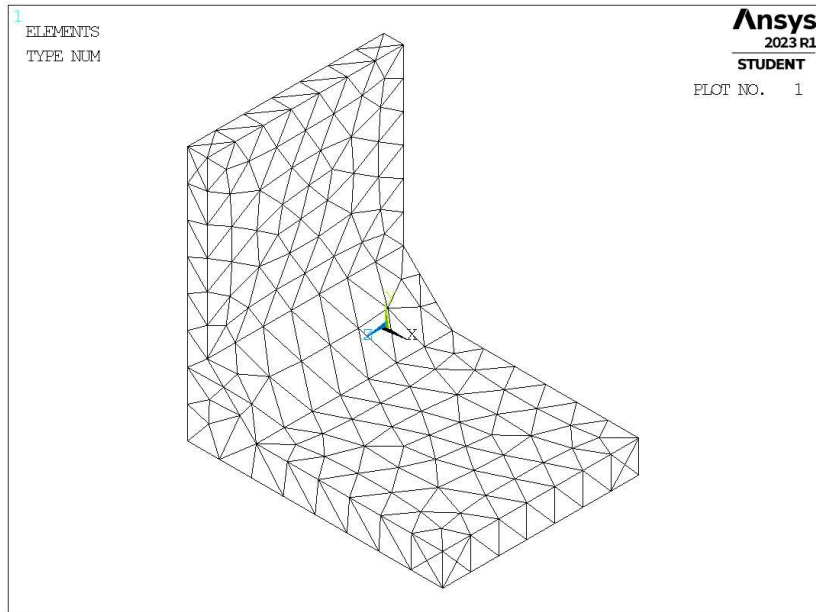 1
ELEMENTS
TYPE NUM
Ansys
2023 R1
STUDENT
PLOT NO. 1
Y
Z
X